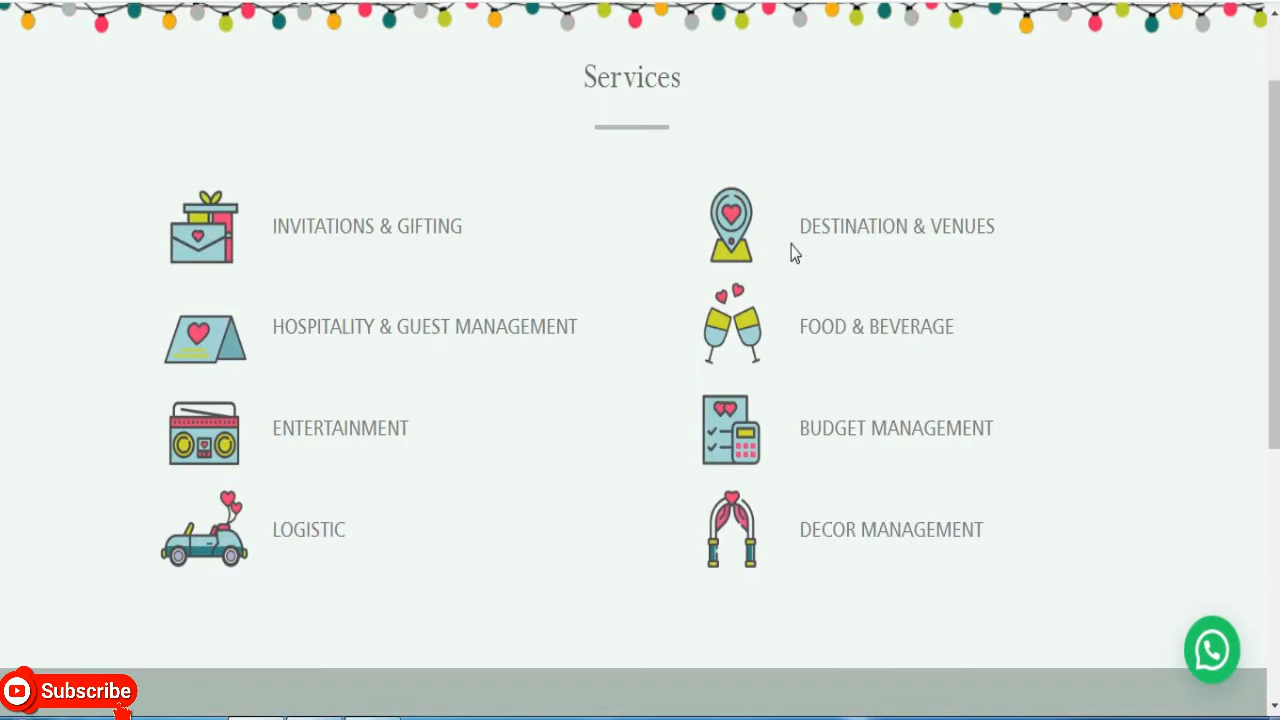 Services
INVITATIONS & GIFTING
DESTINATION & VENUES
HOSPITALITY & GUEST MANAGEMENT
FOOD & BEVERAGE
ENTERTAINMENT
BUDGET MANAGEMENT
LOGISTIC
DECOR MANAGEMENT
Subscribe